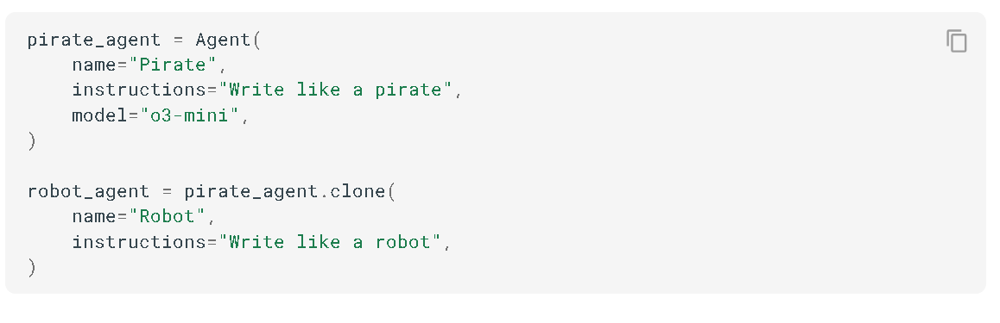 pirate_agent = Agent(
    name="Pirate",
    instructions="Write like a pirate",
    model="o3-mini",
)

robot_agent = pirate_agent.clone(
    name="Robot",
    instructions="Write like a robot",
)